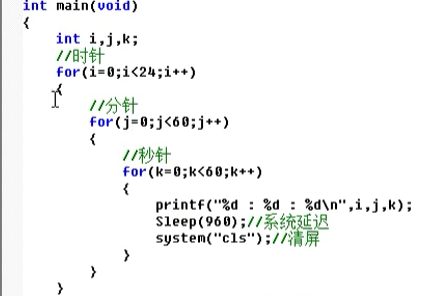 int main(void)
{
    int i,j,k;
    //时针
    for(i=0;i<24;i++)
    {
        //分针
        for(j=0;j<60;j++)
        {
            //秒针
            for(k=0;k<60;k++)
            {
                printf("%d : %d : %d\n",i,j,k);
                Sleep(960);//系统延迟
                system("cls");//清屏
            }
        }
    }